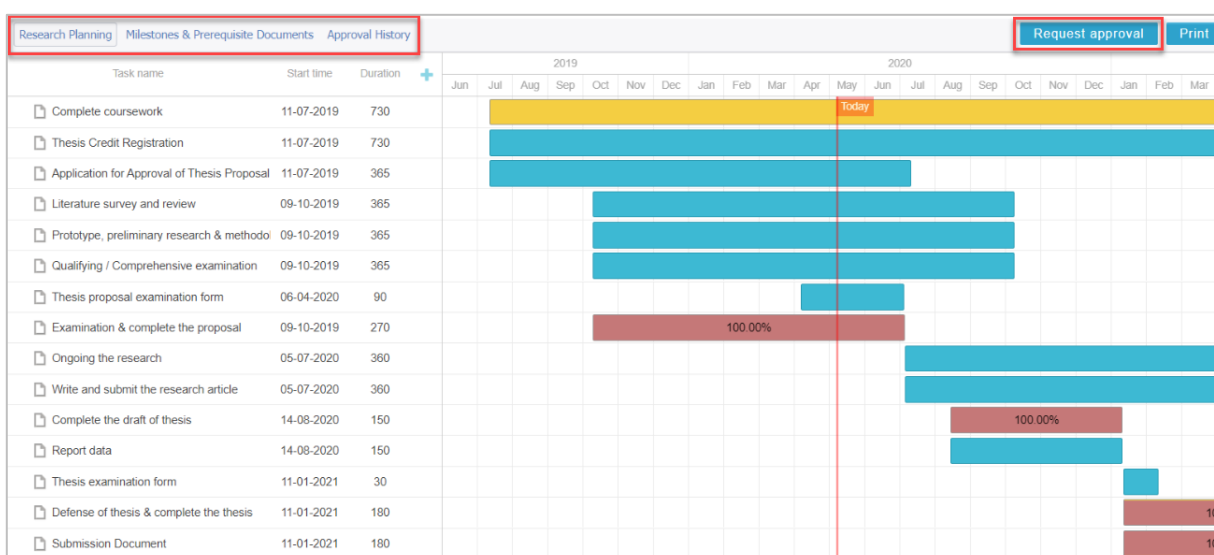 Research Planning Milestones & Prerequisite Documents Approval History Request approval Print
2019 2020
Task name Start time Duration
Jun Jul Aug Sep Oct Nov Dec Jan Feb Mar Apr May Jun Jul Aug Sep Oct Nov Dec Jan Feb Mar
Complete coursework 11-07-2019 730 Today
Thesis Credit Registration 11-07-2019 730
Application for Approval of Thesis Proposal 11-07-2019 365
Literature survey and review 09-10-2019 365
Prototype, preliminary research & methodol 09-10-2019 365
Qualifying / Comprehensive examination 09-10-2019 365
Thesis proposal examination form 06-04-2020 90
Examination & complete the proposal 09-10-2019 270 100.00%
Ongoing the research 05-07-2020 360
Write and submit the research article 05-07-2020 360
Complete the draft of thesis 14-08-2020 150 100.00%
Report data 14-08-2020 150
Thesis examination form 11-01-2021 30
Defense of thesis & complete the thesis 11-01-2021 180
Submission Document 11-01-2021 180